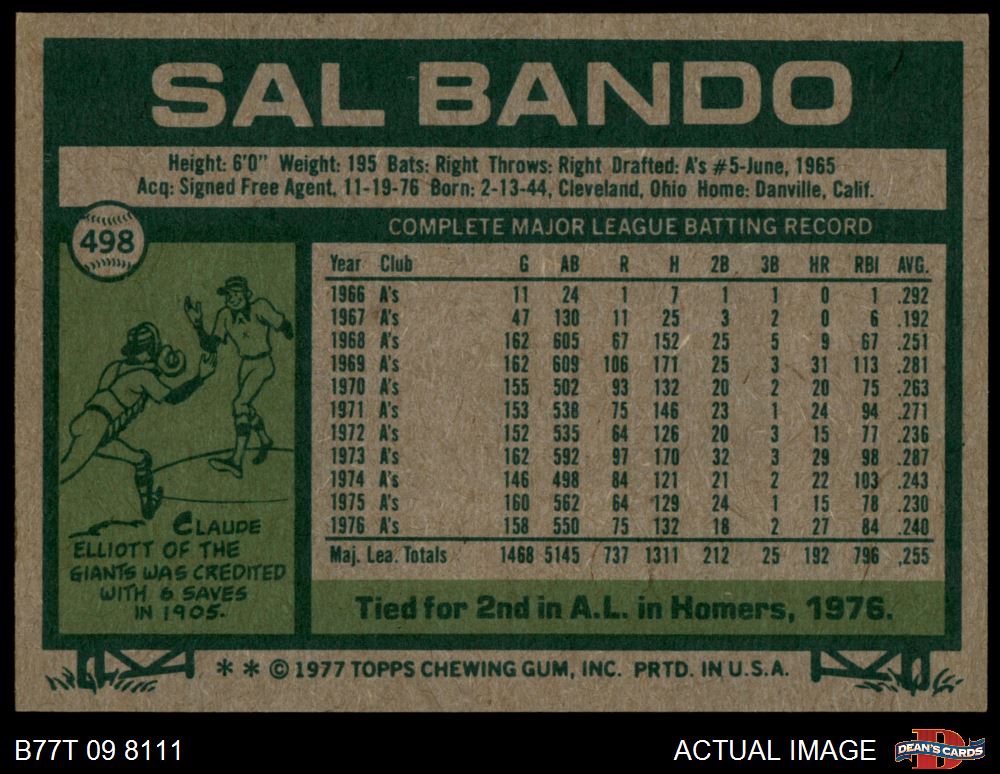 SAL BANDO
Height: 6'0" Weight: 195 Bats: Right Throws: Right Drafted: A's #5-June, 1965
Acq: Signed Free Agent, 11-19-76 Born: 2-13-44, Cleveland, Ohio Home: Danville, Calif.
498
COMPLETE MAJOR LEAGUE BATTING RECORD
Year Club G AB R H 2B 3B HR RBI AVG.
1966 A's 11 24 1 7 1 1 0 1 .292
1967 A's 47 130 11 25 3 2 0 6 .192
1968 A's 162 605 67 152 25 5 9 67 .251
1969 A's 162 609 106 171 25 3 31 113 .281
1970 A's 155 502 93 132 20 2 20 75 .263
1971 A's 153 538 75 146 23 1 24 94 .271
1972 A's 152 535 64 126 20 3 15 77 .236
1973 A's 162 592 97 170 32 3 29 98 .287
1974 A's 146 498 84 121 21 2 22 103 .243
1975 A's 160 562 64 129 24 1 15 78 .230
1976 A's 158 550 75 132 18 2 27 84 .240
Maj. Lea. Totals 1468 5145 737 1311 212 25 192 796 .255
A
CLAUDE
ELLIOTT OF THE
GIANTS WAS CREDITED
WITH 6 SAVES
IN 1905.
Tied for 2nd in A.L. in Homers, 1976.
** © 1977 TOPPS CHEWING GUM, INC. PRTD. IN U.S.A.
B77T 09 8111
ACTUAL IMAGE
D
DEAN'S CARDS